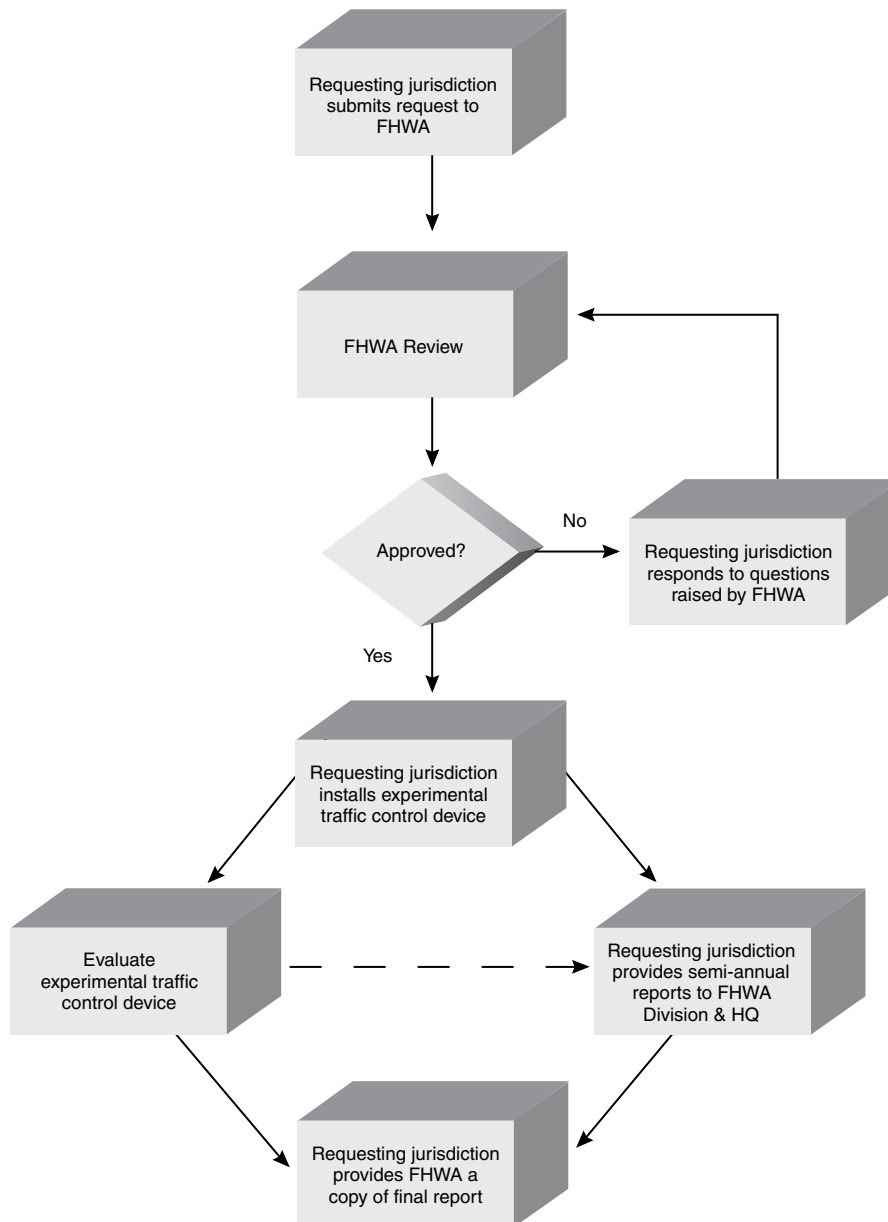 Requesting jurisdiction
submits request to
FHWA
FHWA Review
Approved?
No
Requesting jurisdiction
responds to questions
raised by FHWA
Yes
Requesting jurisdiction
installs experimental
traffic control device
Evaluate
experimental traffic
control device
Requesting jurisdiction
provides semi-annual
reports to FHWA
Division & HQ
Requesting jurisdiction
provides FHWA a
copy of final report